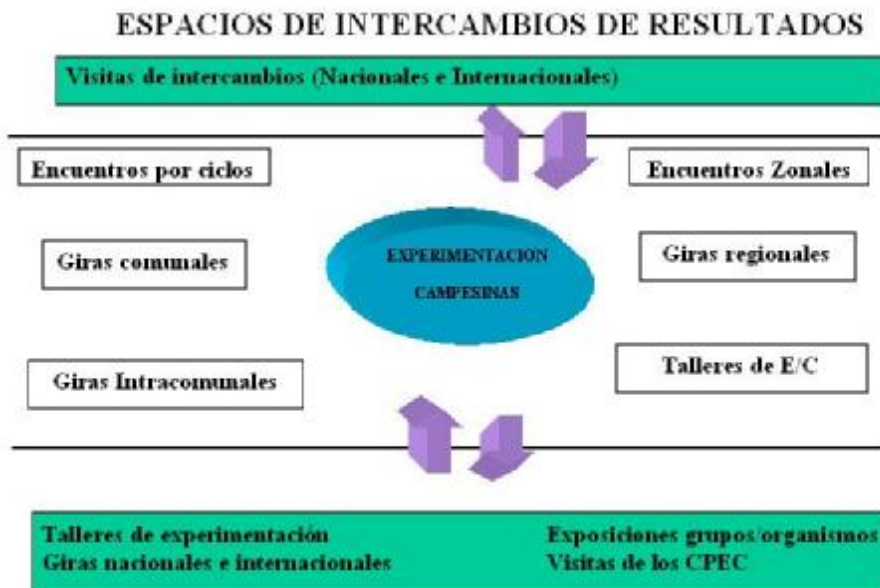 ESPACIOS DE INTERCAMBIOS DE RESULTADOS
Visitas de intercambios (Nacionales e Internacionales)
Encuentros por ciclos
Encuentros Zonales
Giras comunales
EXPERIMENTACION
CAMPESINAS
Giras regionales
Giras Intracomunales
Talleres de E/C
Talleres de experimentación
Exposiciones grupos/organismos
Giras nacionales e internacionales
Visitas de los CPEC